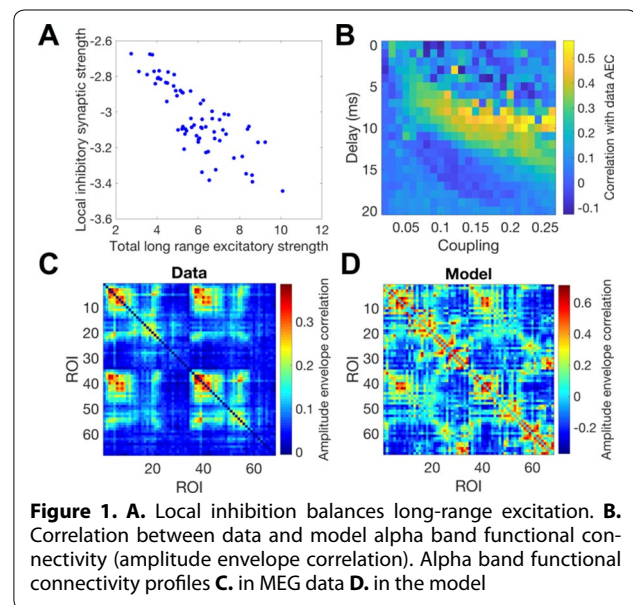 A
Local inhibitory synaptic strength
-2.6
-2.8
-3
-3.2
-3.4
-3.6
2 4 6 8 10 12
Total long range excitatory strength
B
Delay (ms)
0
5
10
15
20
0.05 0.1 0.15 0.2 0.25
Coupling
0.5
0.4
0.3
0.2
0.1
0
-0.1
Correlation with data AEC
C
Data
ROI
10
20
30
40
50
60
20 40 60
ROI
0.3
0.2
0.1
0
Amplitude envelope correlation
D
Model
ROI
10
20
30
40
50
60
20 40 60
ROI
0.6
0.4
0.2
0
-0.2
Amplitude envelope correlation
Figure 1. A. Local inhibition balances long-range excitation. B.
Correlation between data and model alpha band functional con-
nectivity (amplitude envelope correlation). Alpha band functional
connectivity profiles C. in MEG data D. in the model